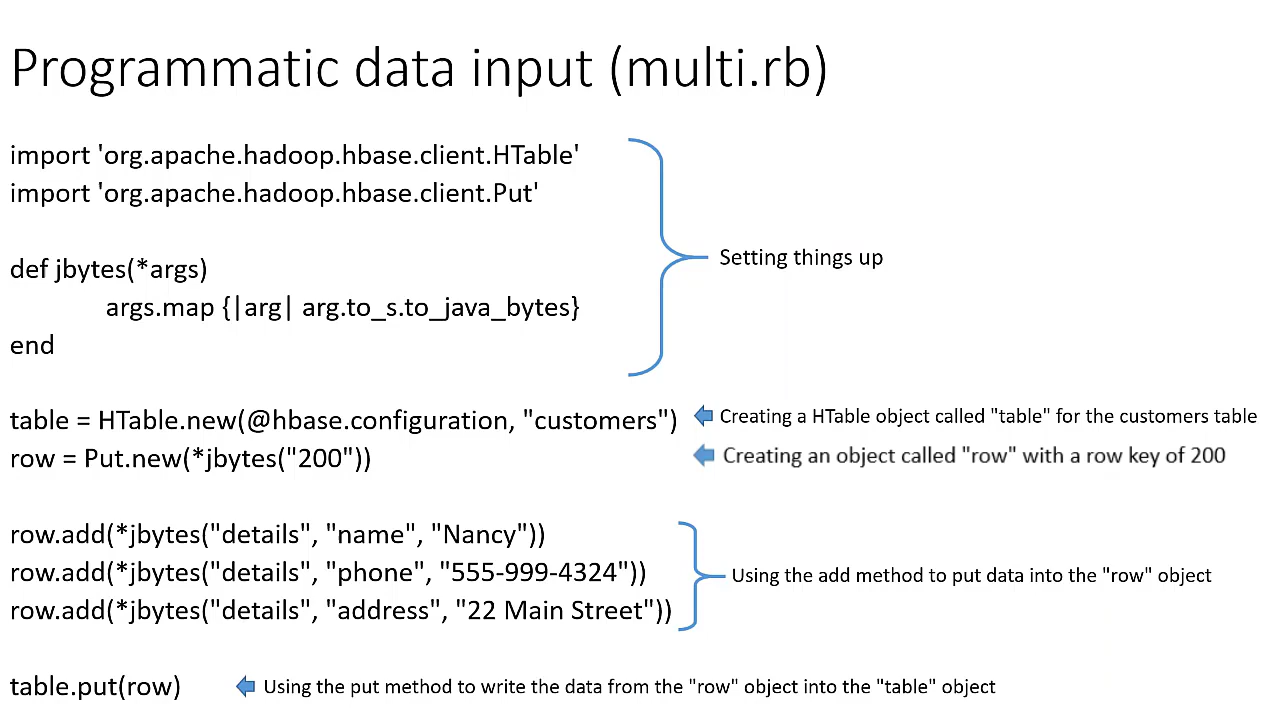 Programmatic data input (multi.rb)
import 'org.apache.hadoop.hbase.client.HTable'
import 'org.apache.hadoop.hbase.client.Put'
def jbytes(*args)
args.map {|arg| arg.to_s.to_java_bytes}
end
Setting things up
table = HTable.new(@hbase.configuration, "customers")
Creating a HTable object called "table" for the customers table
row = Put.new(*jbytes("200"))
Creating an object called "row" with a row key of 200
row.add(*jbytes("details", "name", "Nancy"))
row.add(*jbytes("details", "phone", "555-999-4324"))
row.add(*jbytes("details", "address", "22 Main Street"))
Using the add method to put data into the "row" object
table.put(row)
Using the put method to write the data from the "row" object into the "table" object